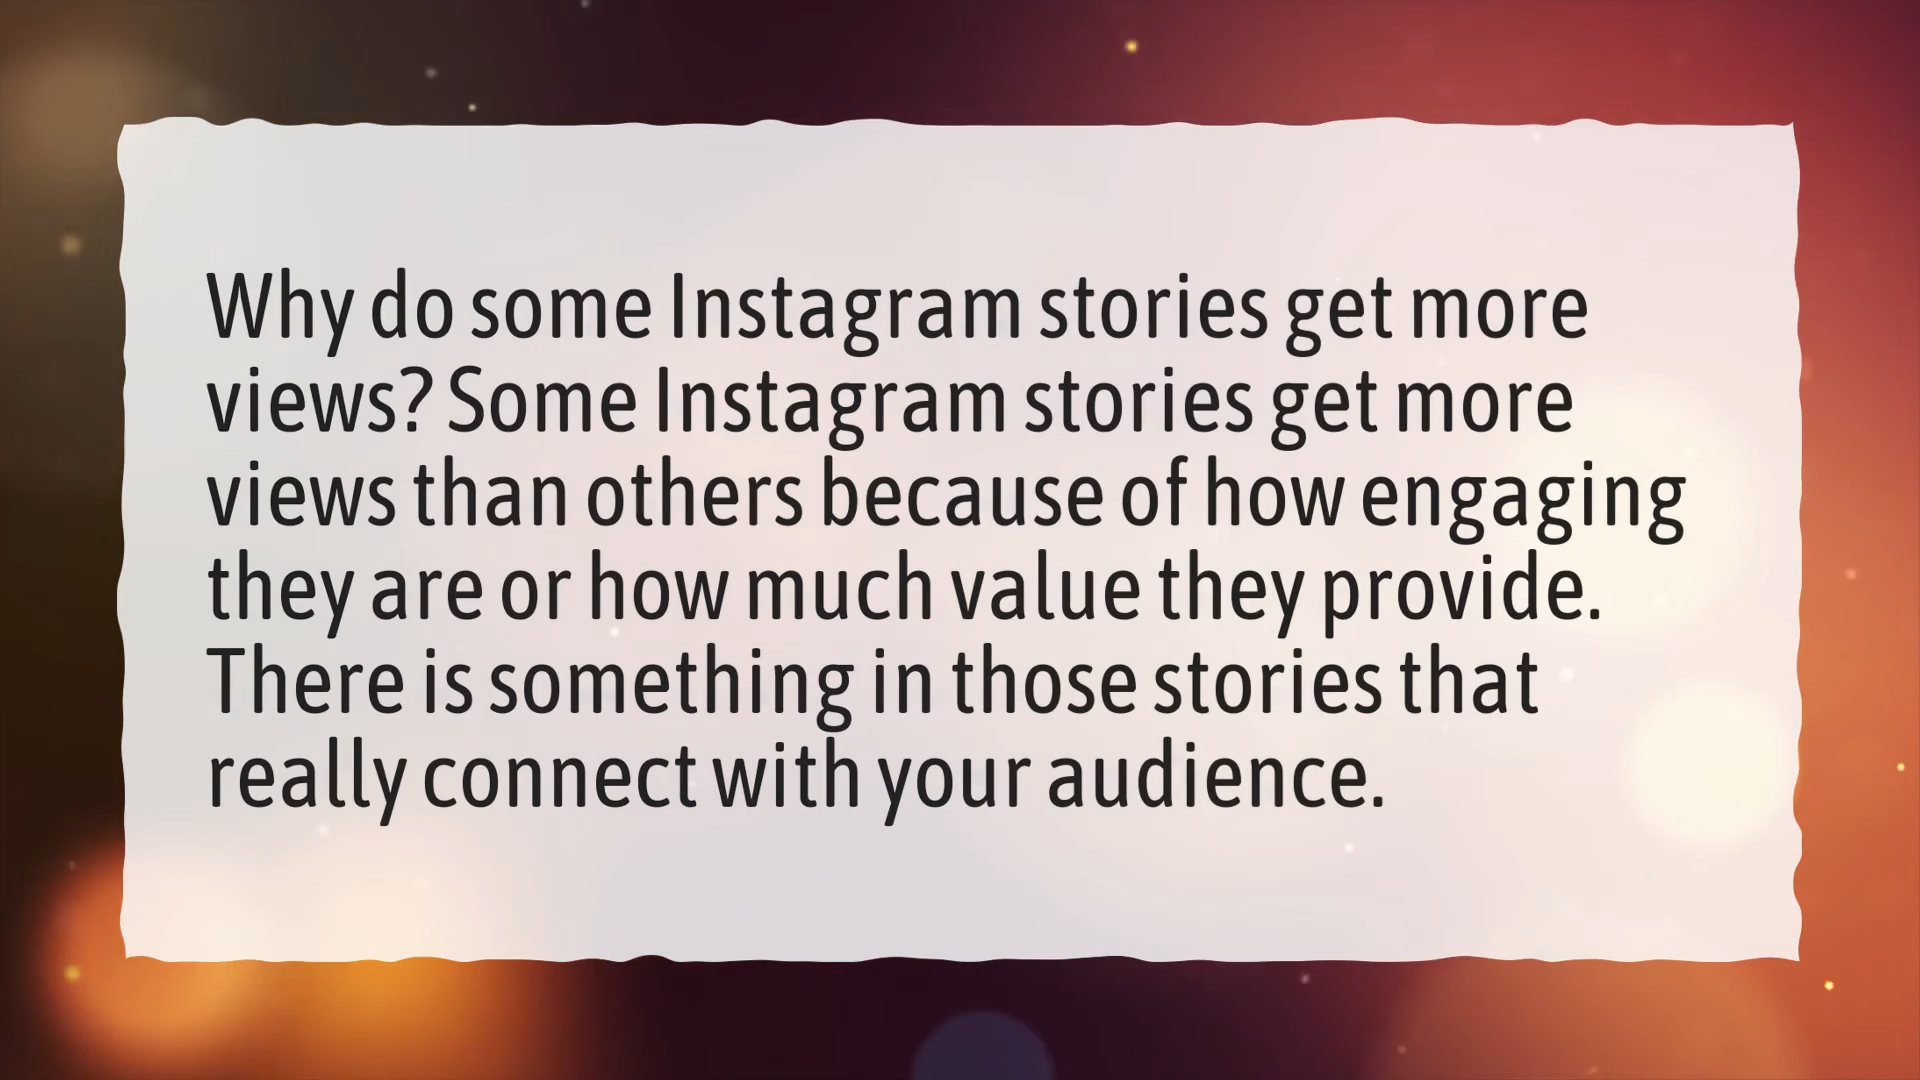 Why do some Instagram stories get more
views? Some Instagram stories get more
views than others because of how engaging
they are or how much value they provide.
There is something in those stories that
really connect with your audience.